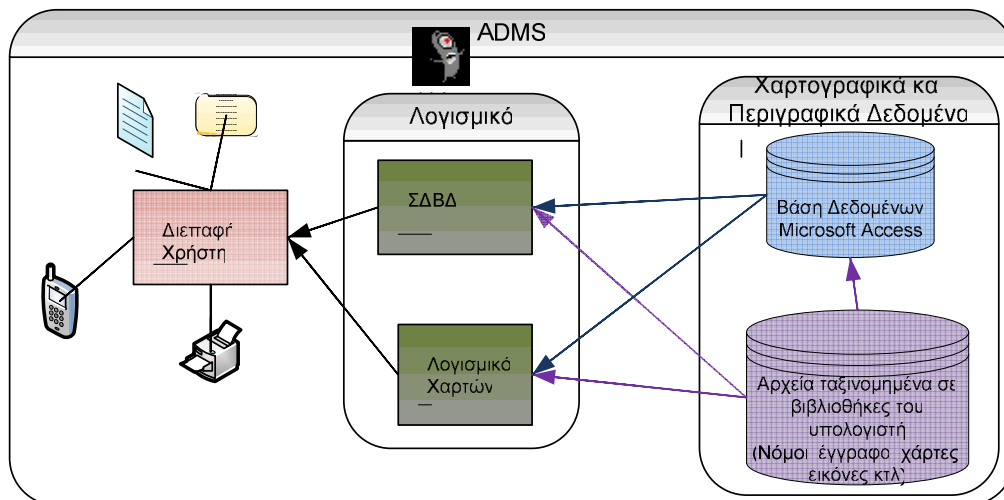 ADMS
Λογισμικό
Χαρτογραφικά κα
Περιγραφικά Δεδομένα
ΣΔΒΔ
Διεπαφή
Χρήστη
Βάση Δεδομένων
Microsoft Access
Λογισμικό
Χαρτών
Αρχεία ταξινομημένα σε
βιβλιοθήκες του
υπολογιστή
(Νόμοι έγγραφα χάρτες
εικόνες κτλ)